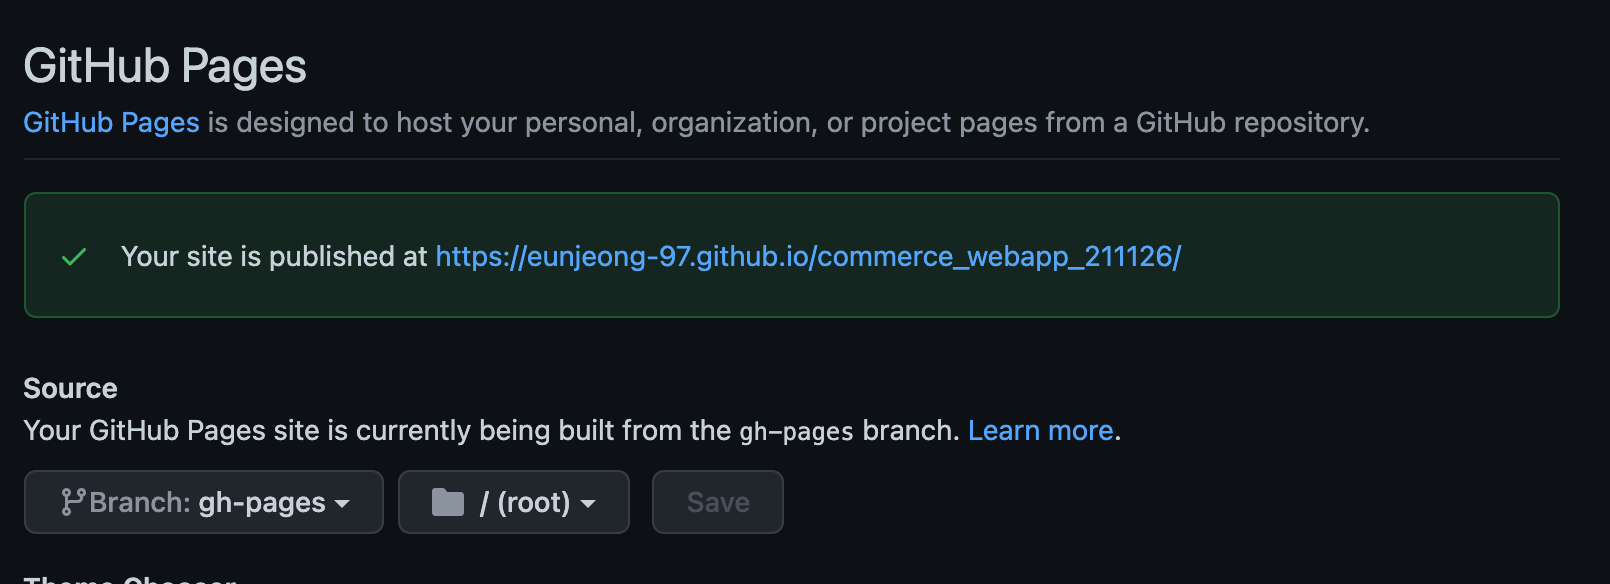 GitHub Pages
GitHub Pages is designed to host your personal, organization, or project pages from a GitHub repository.
Your site is published at https://eunjeong-97.github.io/commerce_webapp_211126/
Source
Your GitHub Pages site is currently being built from the gh-pages branch. Learn more.
Branch: gh-pages / (root) Save
Theme Chooser